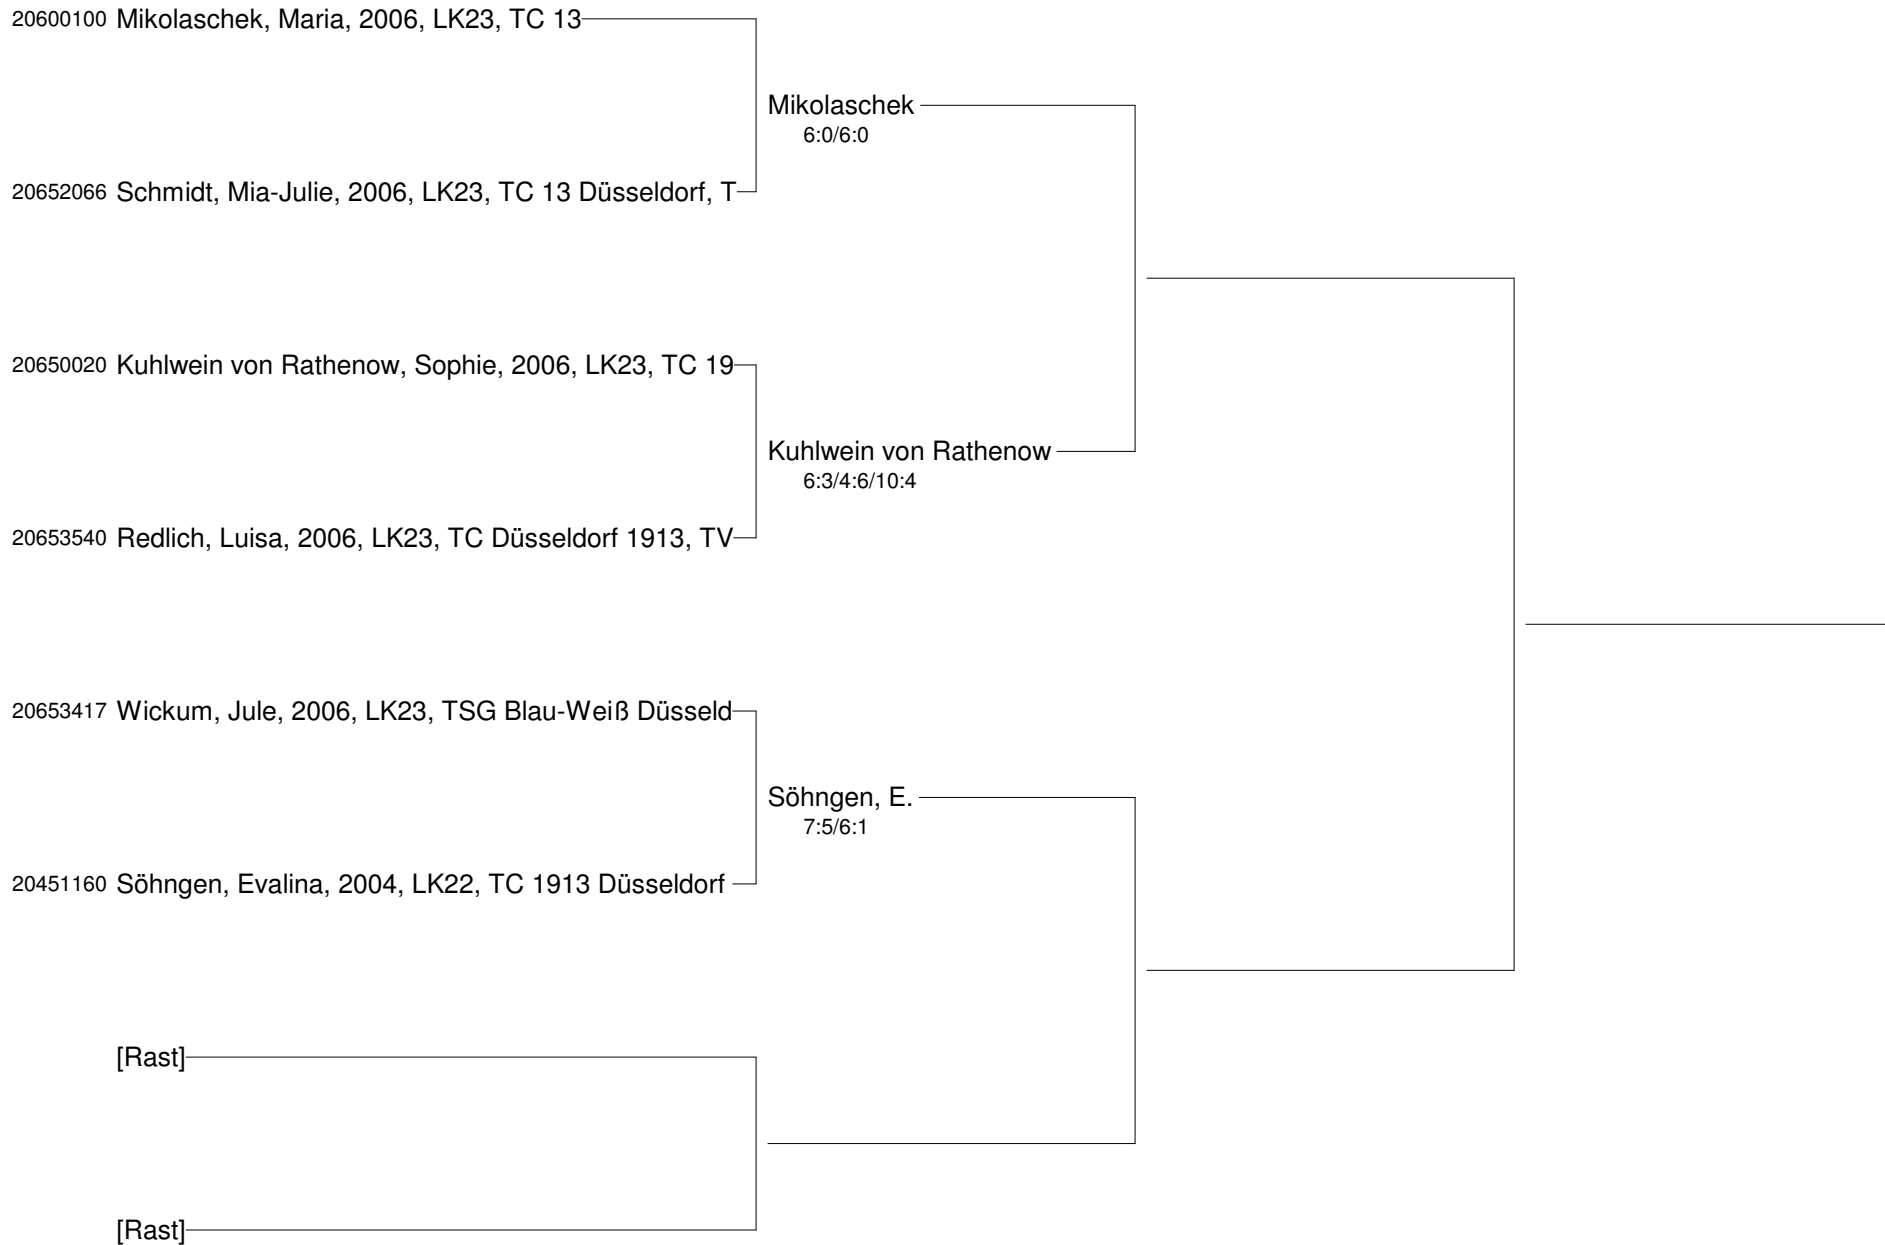 20600100 Mikolaschek, Maria, 2006, LK23, TC 13
Mikolaschek
6:0/6:0
20652066 Schmidt, Mia-Julie, 2006, LK23, TC 13 Düsseldorf, T
20650020 Kuhlwein von Rathenow, Sophie, 2006, LK23, TC 19
Kuhlwein von Rathenow
6:3/4:6/10:4
20653540 Redlich, Luisa, 2006, LK23, TC Düsseldorf 1913, TV
20653417 Wickum, Jule, 2006, LK23, TSG Blau-Weiß Düsseld
Söhngen, E.
7:5/6:1
20451160 Söhngen, Evalina, 2004, LK22, TC 1913 Düsseldorf
[Rast]
[Rast]